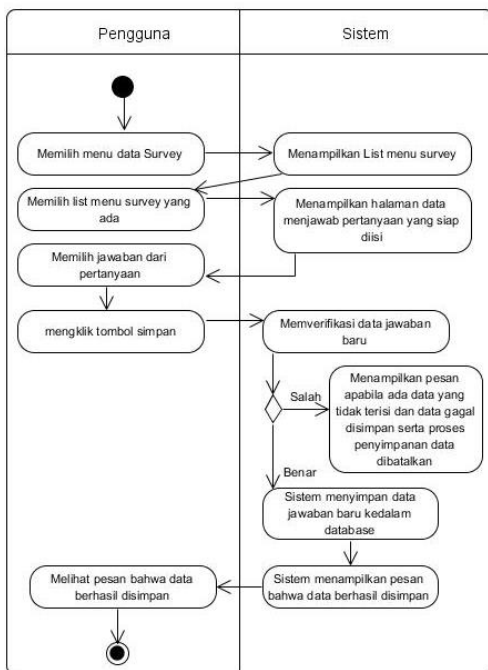 Pengguna
Sistem
Memilih menu data Survey
Menampilkan List menu survey
Memilih list menu survey yang
ada
Menampilkan halaman data
menjawab pertanyaan yang siap
diisi
Memilih jawaban dari
pertanyaan
mengklik tombol simpan
Memverifikasi data jawaban
baru
Salah
Menampilkan pesan
apabila ada data yang
tidak terisi dan data gagal
disimpan serta proses
penyimpanan data
dibatalkan
Benar
Sistem menyimpan data
jawaban baru kedalam
database
Sistem menampilkan pesan
bahwa data berhasil disimpan
Melihat pesan bahwa data
berhasil disimpan